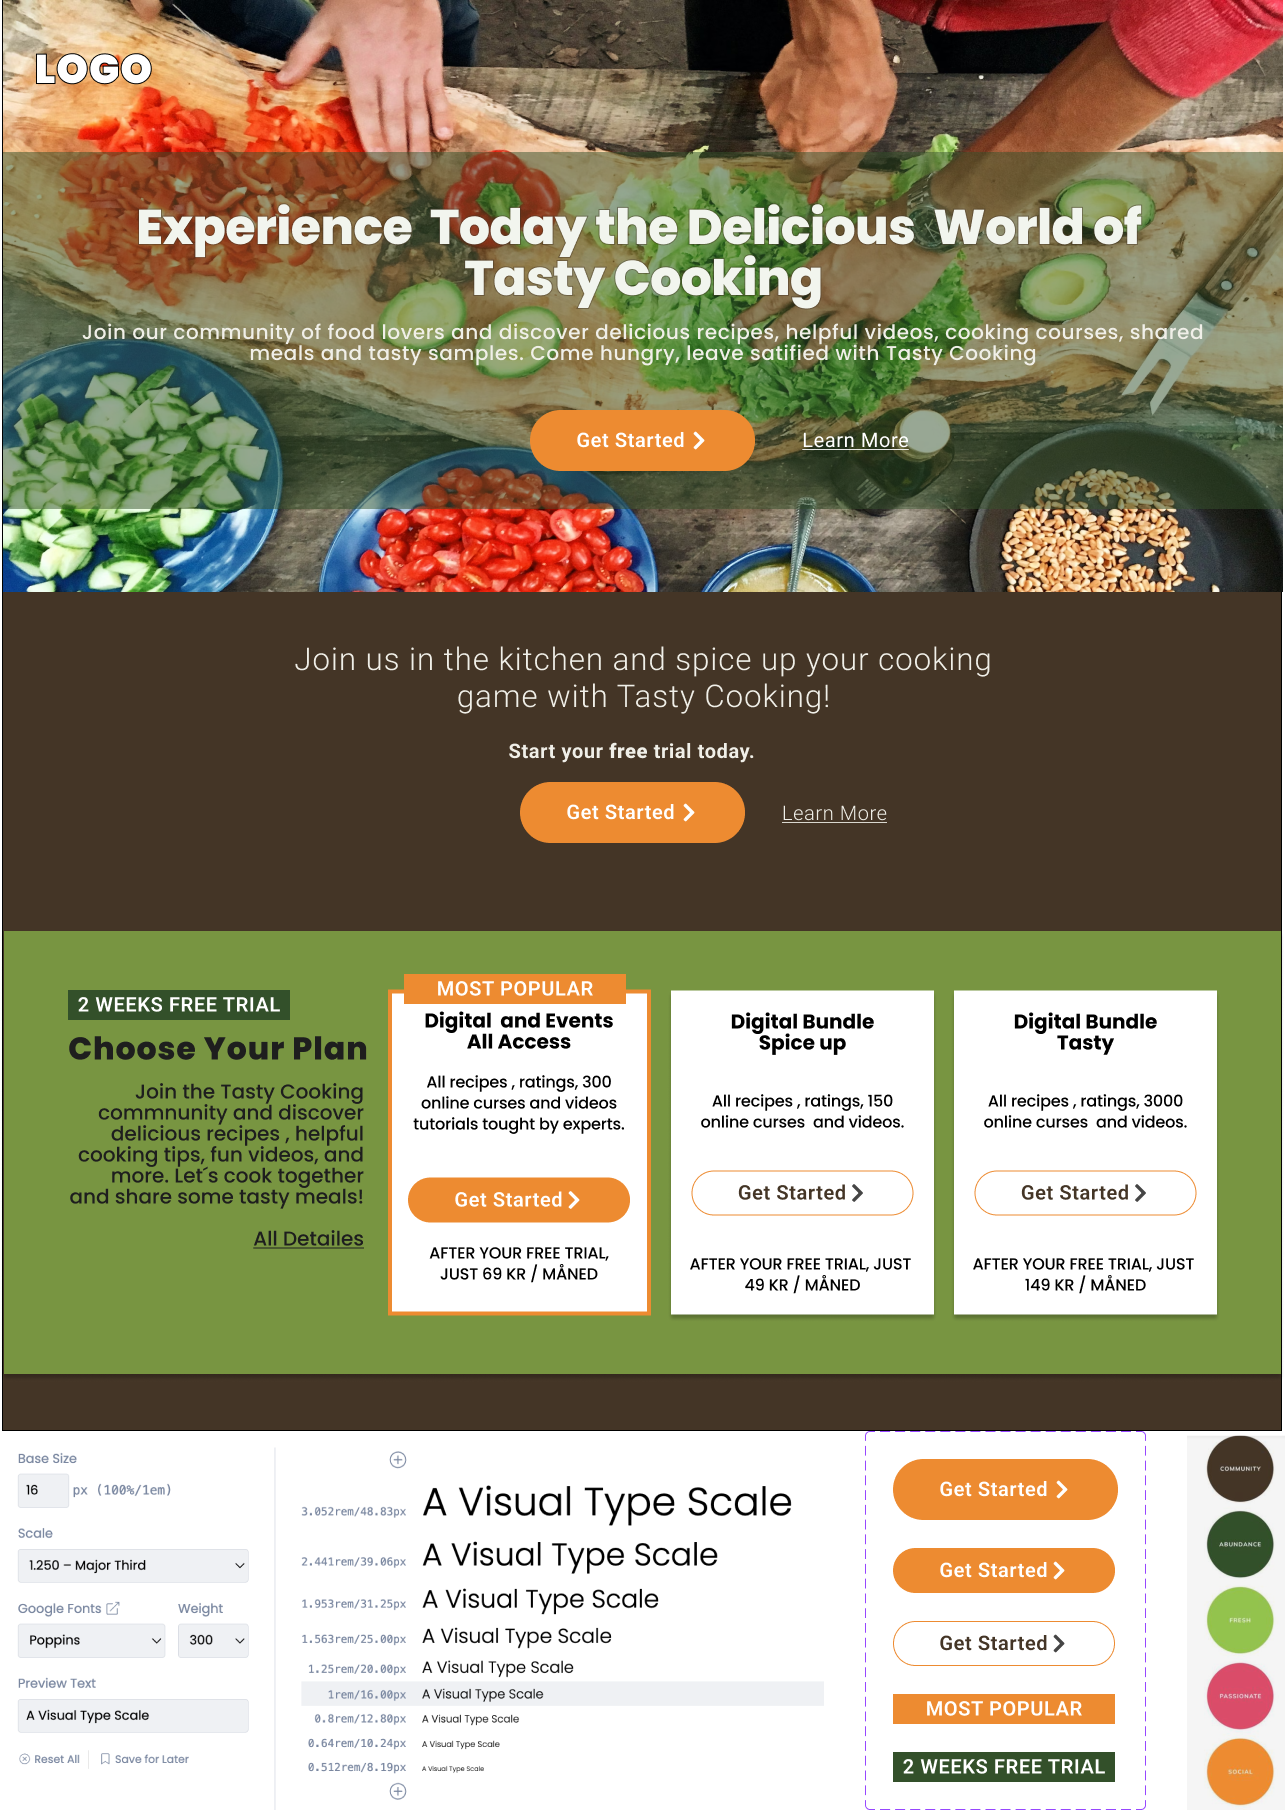 LOGO
Experience Today the Delicious World of
Tasty Cooking
Join our community of food lovers and discover delicious recipes, helpful videos, cooking courses, shared
meals and tasty samples. Come hungry, leave satified with Tasty Cooking
Get Started
Learn More
Join us in the kitchen and spice up your cooking
game with Tasty Cooking!
Start your free trial today.
Get Started
Learn More
2 WEEKS FREE TRIAL
Choose Your Plan
Join the Tasty Cooking
commnunity and discover
delicious recipes , helpful
cooking tips, fun videos, and
more. Let´s cook together
and share some tasty meals!
All Detailes
MOST POPULAR
Digital and Events
All Access
All recipes , ratings, 300
online curses and videos
tutorials tought by experts.
Get Started
AFTER YOUR FREE TRIAL,
JUST 69 KR / MÅNED
Digital Bundle
Spice up
All recipes , ratings, 150
online curses and videos.
Get Started
AFTER YOUR FREE TRIAL, JUST
49 KR / MÅNED
Digital Bundle
Tasty
All recipes , ratings, 3000
online curses and videos.
Get Started
AFTER YOUR FREE TRIAL, JUST
149 KR / MÅNED
Base Size
16 px (100%/1em)
Scale
1.250 – Major Third
Google Fonts Weight
Poppins 300
Preview Text
A Visual Type Scale
Reset All Save for Later
3.052rem/48.83px A Visual Type Scale
2.441rem/39.06px A Visual Type Scale
1.953rem/31.25px A Visual Type Scale
1.563rem/25.00px A Visual Type Scale
1.25rem/20.00px A Visual Type Scale
1rem/16.00px A Visual Type Scale
0.8rem/12.80px A Visual Type Scale
0.64rem/10.24px A Visual Type Scale
0.512rem/8.19px A Visual Type Scale
Get Started
Get Started
Get Started
MOST POPULAR
2 WEEKS FREE TRIAL
COMMUNITY
ABUNDANCE
FRESH
PASSIONATE
SOCIAL